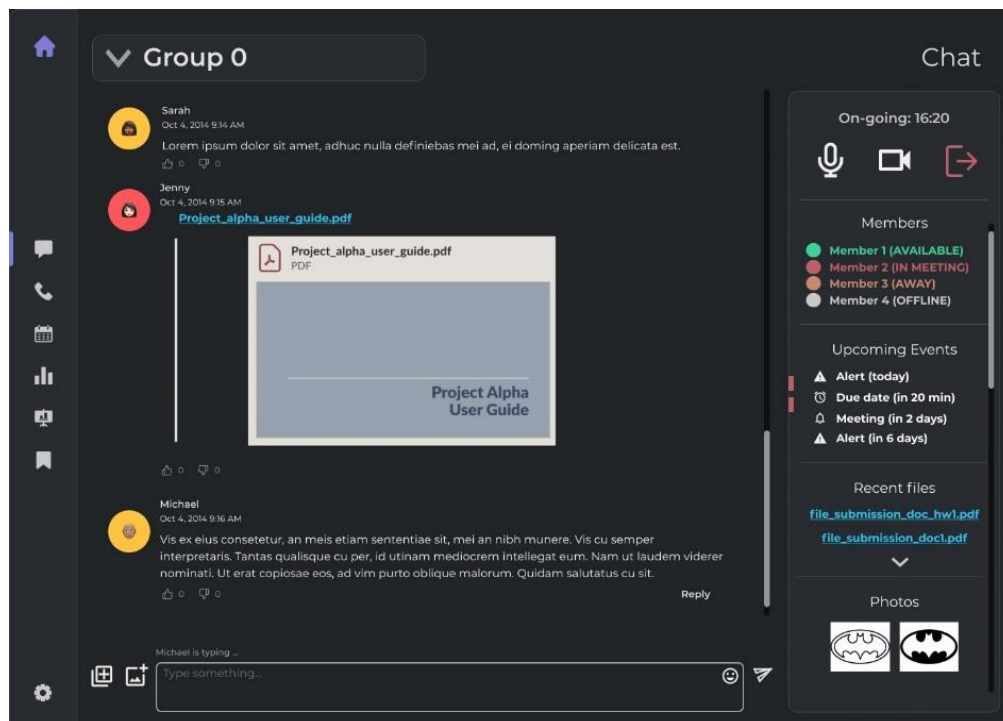 Group 0
Chat
Sarah
Oct 4, 2014 9:14 AM
Lorem ipsum dolor sit amet, adhuc nulla definiebas mei ad, ei doming aperiam delicata est.
0 0
Jenny
Oct 4, 2014 9:15 AM
Project_alpha_user_guide.pdf
Project_alpha_user_guide.pdf
PDF
Project Alpha
User Guide
0 0
Michael
Oct 4, 2014 9:16 AM
Vis ex eius consetetur, an meis etiam sententiae sit, mei an nibh munere. Vis cu semper
interpretaris. Tantas qualisque cu per, id utinam mediocrem intellegat eum. Nam ut laudem viderer
nominati. Ut erat copiosae eos, ad vim purto oblique malorum. Quidam salutatus cu sit.
0 0
Reply
Michael is typing ...
Type something...
On-going: 16:20
Members
Member 1 (AVAILABLE)
Member 2 (IN MEETING)
Member 3 (AWAY)
Member 4 (OFFLINE)
Upcoming Events
Alert (today)
Due date (in 20 min)
Meeting (in 2 days)
Alert (in 6 days)
Recent files
file_submission_doc_hw1.pdf
file_submission_doc1.pdf
Photos